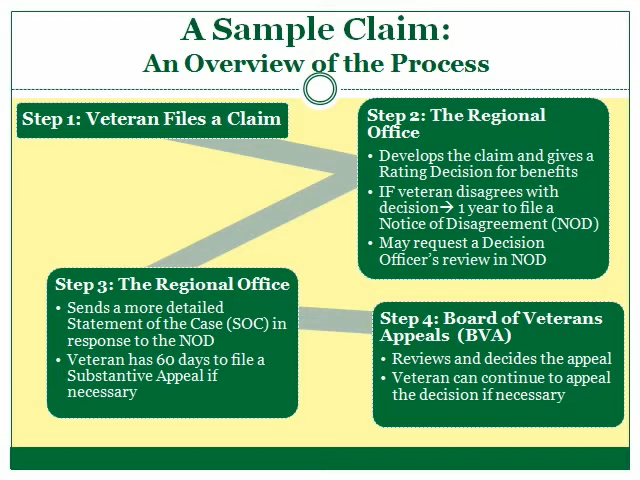 A Sample Claim:
An Overview of the Process
Step 1: Veteran Files a Claim
Step 2: The Regional
Office
• Develops the claim and gives a
Rating Decision for benefits
• IF veteran disagrees with
decision→ 1 year to file a
Notice of Disagreement (NOD)
• May request a Decision
Officer's review in NOD
Step 3: The Regional Office
• Sends a more detailed
Statement of the Case (SOC) in
response to the NOD
• Veteran has 60 days to file a
Substantive Appeal if
necessary
Step 4: Board of Veterans
Appeals (BVA)
• Reviews and decides the appeal
• Veteran can continue to appeal
the decision if necessary